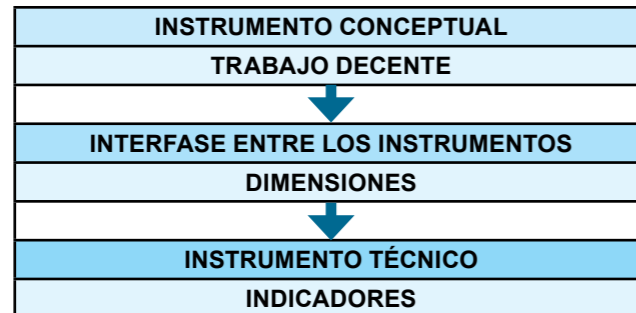 INSTRUMENTO CONCEPTUAL
TRABAJO DECENTE
INTERFASE ENTRE LOS INSTRUMENTOS
DIMENSIONES
INSTRUMENTO TÉCNICO
INDICADORES